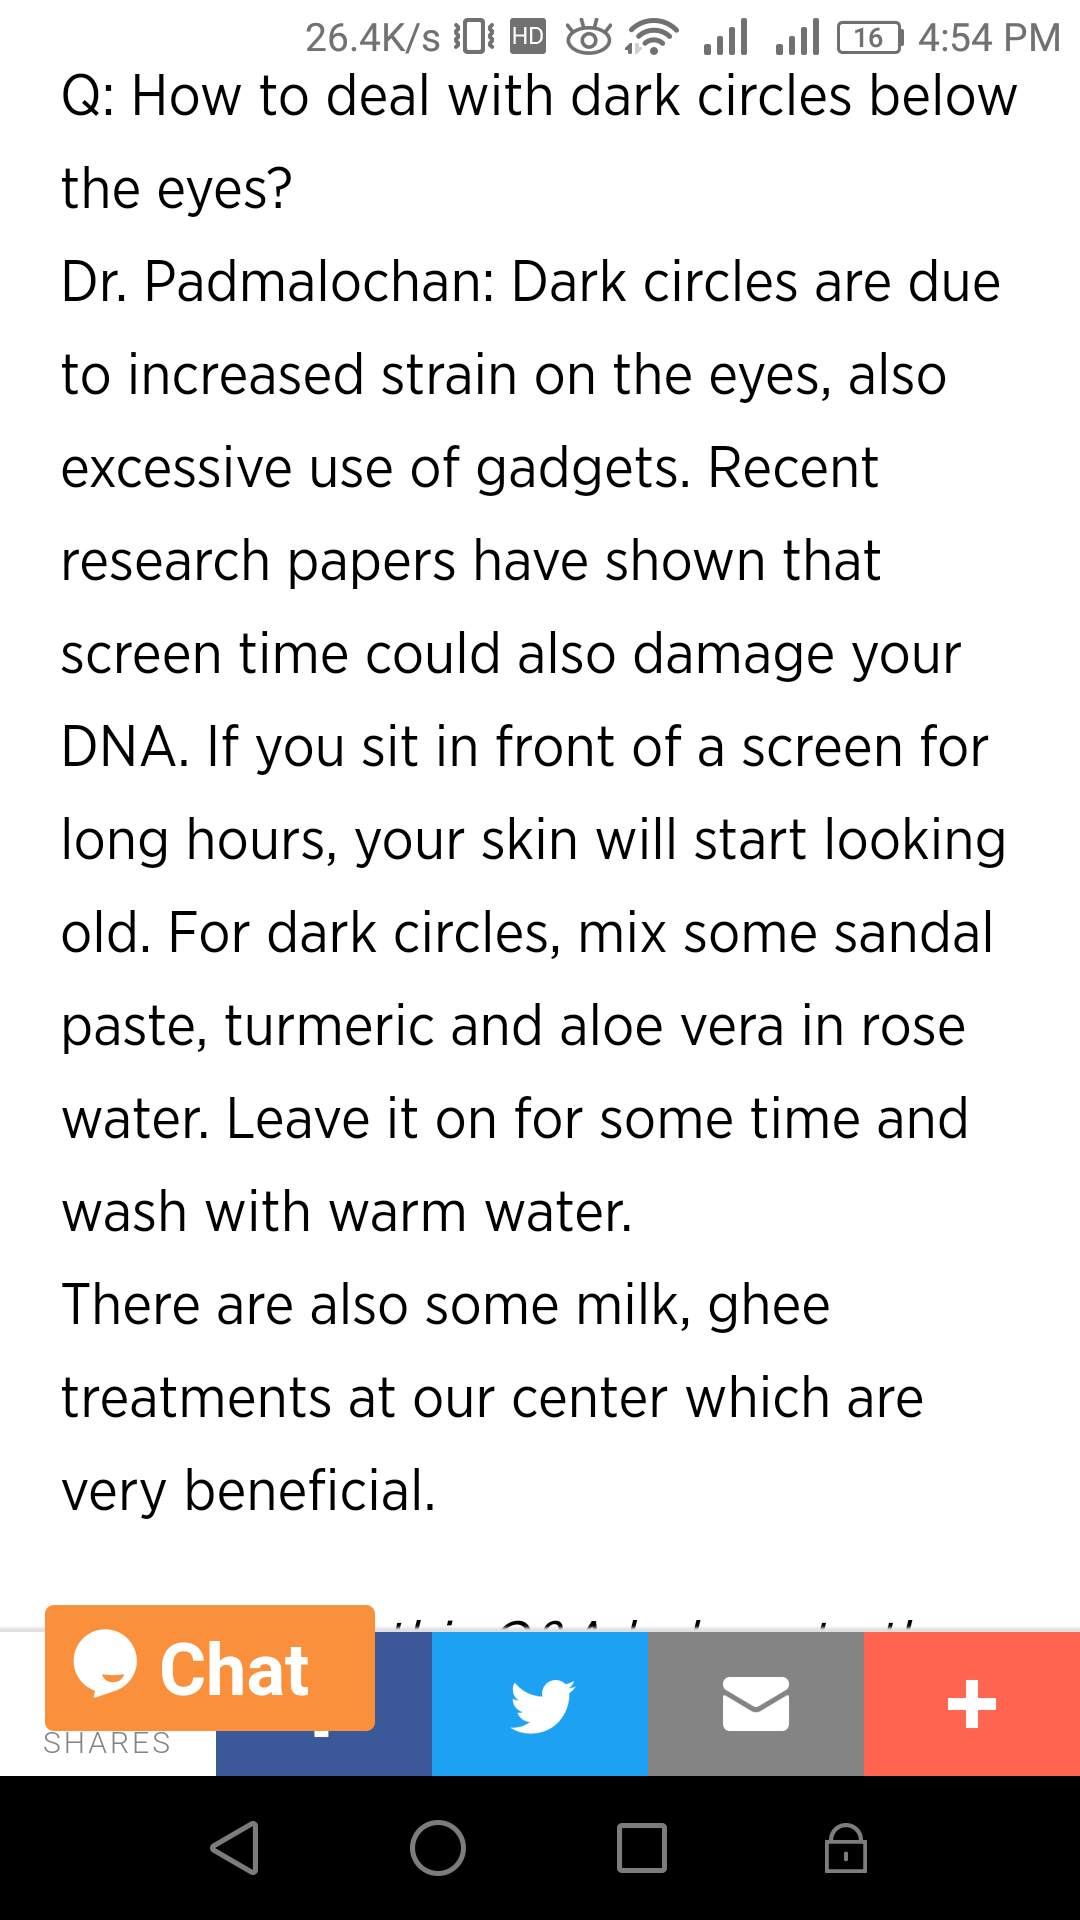 26.4K/s HD 16 4:54 PM
Q: How to deal with dark circles below
the eyes?
Dr. Padmalochan: Dark circles are due
to increased strain on the eyes, also
excessive use of gadgets. Recent
research papers have shown that
screen time could also damage your
DNA. If you sit in front of a screen for
long hours, your skin will start looking
old. For dark circles, mix some sandal
paste, turmeric and aloe vera in rose
water. Leave it on for some time and
wash with warm water.
There are also some milk, ghee
treatments at our center which are
very beneficial.
Chat
SHARES